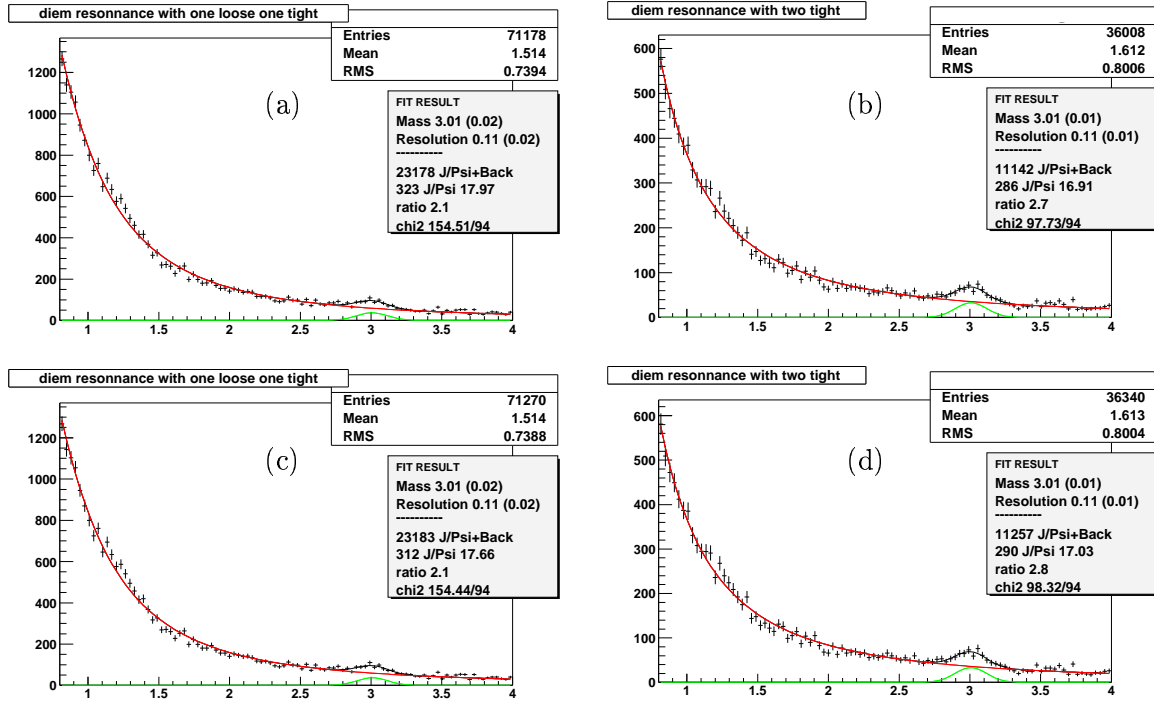 diem resonnance with one loose one tight
Entries 71178
Mean 1.514
RMS 0.7394
(a)
FIT RESULT
Mass 3.01 (0.02)
Resolution 0.11 (0.02)
----------
23178 J/Psi+Back
323 J/Psi 17.97
ratio 2.1
chi2 154.51/94
1200
1000
800
600
400
200
0
1 1.5 2 2.5 3 3.5 4
diem resonnance with two tight
Entries 36008
Mean 1.612
RMS 0.8006
(b)
FIT RESULT
Mass 3.01 (0.01)
Resolution 0.11 (0.01)
----------
11142 J/Psi+Back
286 J/Psi 16.91
ratio 2.7
chi2 97.73/94
600
500
400
300
200
100
0
1 1.5 2 2.5 3 3.5 4
diem resonnance with one loose one tight
Entries 71270
Mean 1.514
RMS 0.7388
(c)
FIT RESULT
Mass 3.01 (0.02)
Resolution 0.11 (0.02)
----------
23183 J/Psi+Back
312 J/Psi 17.66
ratio 2.1
chi2 154.44/94
1200
1000
800
600
400
200
0
1 1.5 2 2.5 3 3.5 4
diem resonnance with two tight
Entries 36340
Mean 1.613
RMS 0.8004
(d)
FIT RESULT
Mass 3.01 (0.01)
Resolution 0.11 (0.01)
----------
11257 J/Psi+Back
290 J/Psi 17.03
ratio 2.8
chi2 98.32/94
600
500
400
300
200
100
0
1 1.5 2 2.5 3 3.5 4